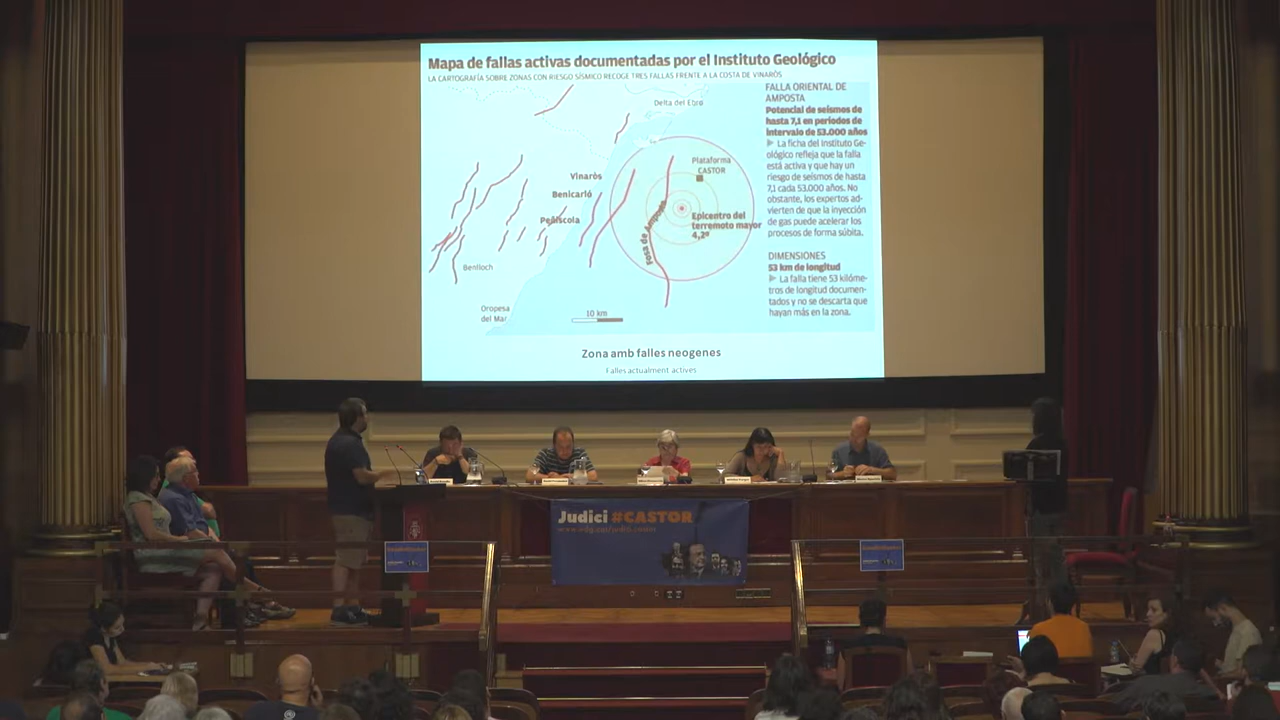 Mapa de fallas activas documentadas por el Instituto Geológico
LA CARTOGRAFÍA SOBRE ZONAS CON RIESGO SÍSMICO RECOGE TRES FALLAS FRENTE A LA COSTA DE VINARÒS
Delta del Ebro
Plataforma
CASTOR
Vinaròs
Benicarló
Peñíscola
Epicentro del
terremoto mayor
4,2º
Fosa de Amposta
Benlloch
Oropesa
del Mar
10 km
FALLA ORIENTAL DE
AMPOSTA
Potencial de seísmos de
hasta 7,1 en periodos de
intervalo de 53.000 años
La ficha del Instituto Ge-
ológico refleja que la falla
está activa y que hay un
riesgo de seísmos de hasta
7,1 cada 53.000 años. No
obstante, los expertos ad-
vierten de que la inyección
de gas puede acelerar los
procesos de forma súbita.
DIMENSIONES
53 km de longitud
La falla tiene 53 kilóme-
tros de longitud documen-
tados y no se descarta que
hayan más en la zona.
Zona amb falles neogenes
Falles actualment actives
Judici #CASTOR